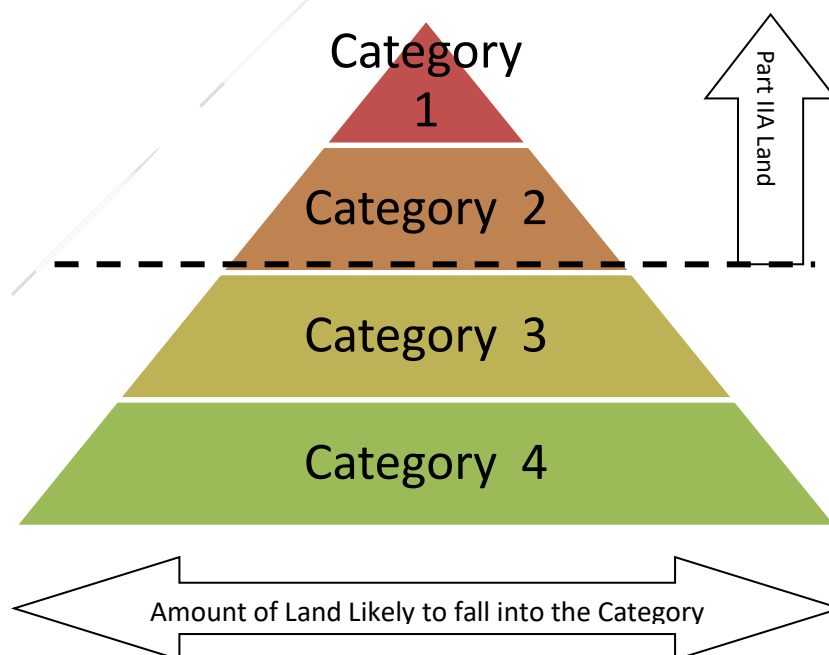 Category
1
Part IIA Land
Category 2
Category 3
Category 4
Amount of Land Likely to fall into the Category